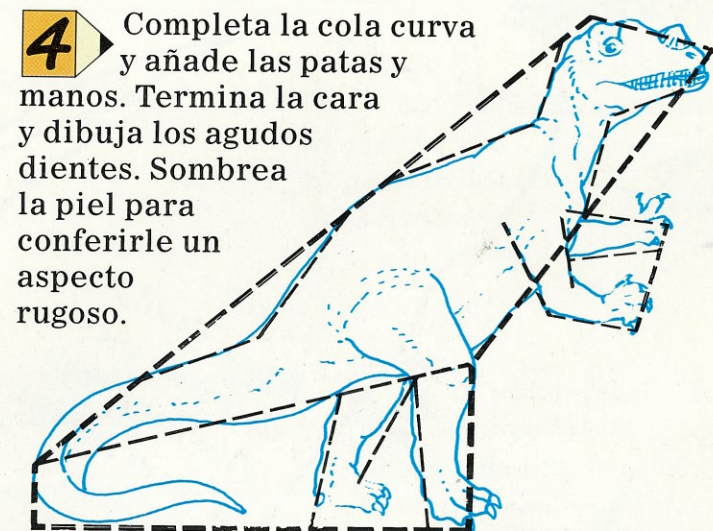 4 Completa la cola curva
y añade las patas y
manos. Termina la cara
y dibuja los agudos
dientes. Sombrea
la piel para
conferirle un
aspecto
rugoso.